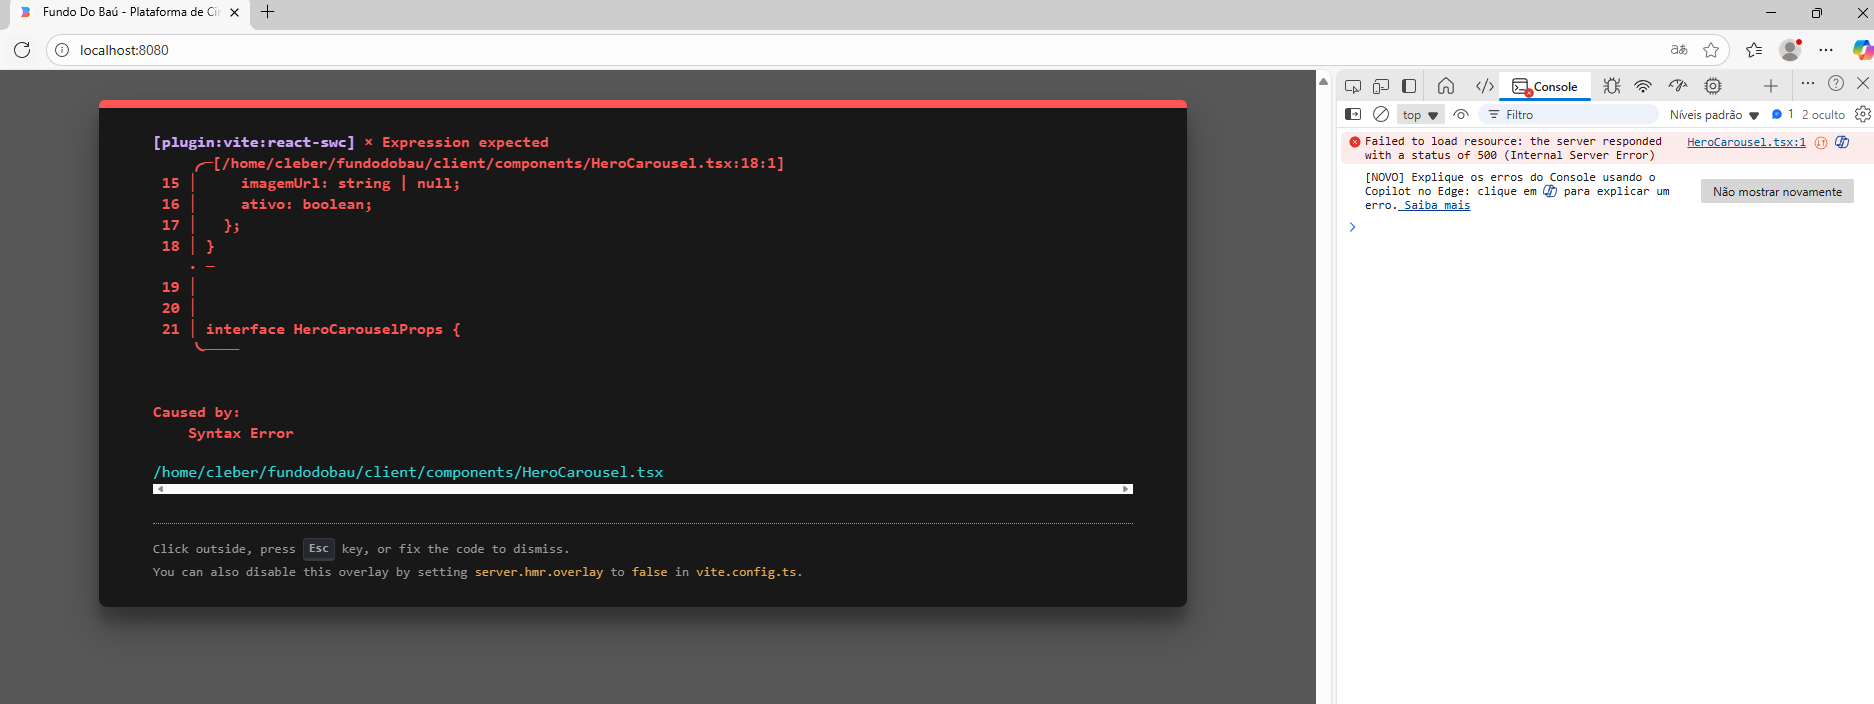 Fundo Do Baú - Plataforma de Cir
localhost:8080
[plugin:vite:react-swc] × Expression expected
[/home/cleber/fundodobau/client/components/HeroCarousel.tsx:18:1]
15 │ imagemUrl: string | null;
16 │ ativo: boolean;
17 │ };
18 │ }
19 │
20 │
21 │ interface HeroCarouselProps {
Caused by:
Syntax Error
/home/cleber/fundodobau/client/components/HeroCarousel.tsx
Click outside, press Esc key, or fix the code to dismiss.
You can also disable this overlay by setting server.hmr.overlay to false in vite.config.ts.
Console
top
Filtro
Níveis padrão
1
2 oculto
Failed to load resource: the server responded
with a status of 500 (Internal Server Error)
HeroCarousel.tsx:1
[NOVO] Explique os erros do Console usando o
Copilot no Edge: clique em para explicar um
erro. Saiba mais
Não mostrar novamente